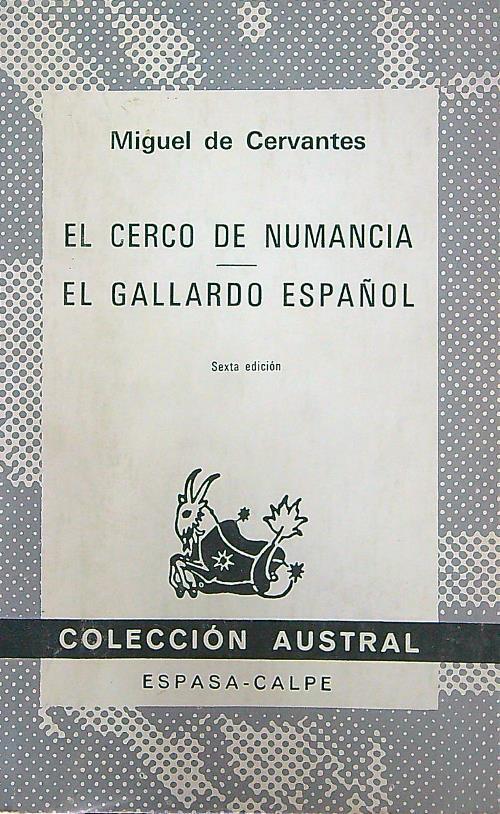 Miguel de Cervantes
EL CERCO DE NUMANCIA
EL GALLARDO ESPAÑOL
Sexta edición
COLECCIÓN AUSTRAL
ESPASA-CALPE